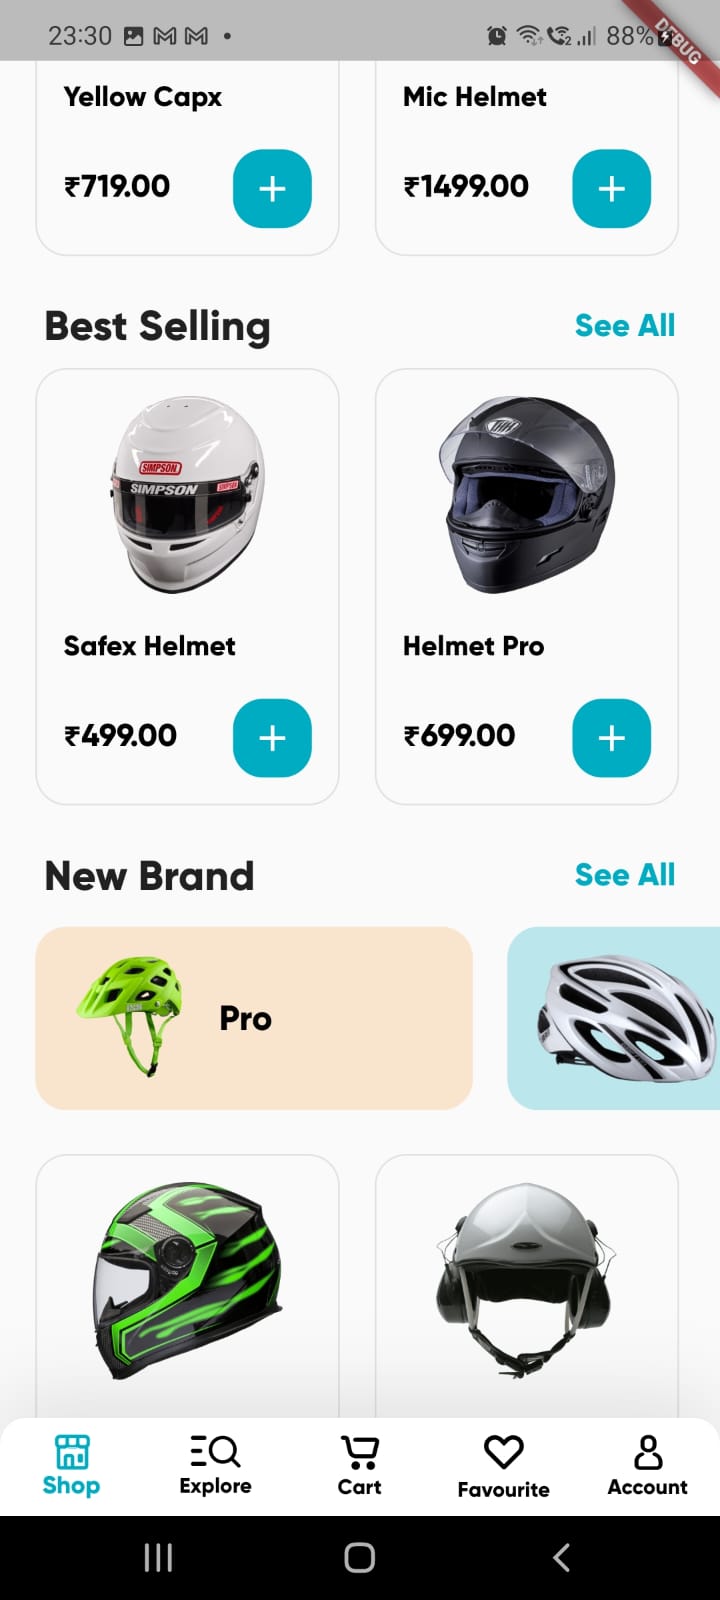 23:30
88%
DEBUG
Yellow Capx
Mic Helmet
₹719.00
₹1499.00
Best Selling
See All
SIMPSON
SIMPSON
Safex Helmet
Helmet Pro
₹499.00
₹699.00
New Brand
See All
Pro
Shop
Explore
Cart
Favourite
Account